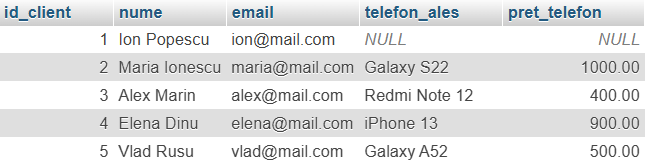 id_client nume email telefon_ales pret_telefon
1 Ion Popescu ion@mail.com NULL NULL
2 Maria Ionescu maria@mail.com Galaxy S22 1000.00
3 Alex Marin alex@mail.com Redmi Note 12 400.00
4 Elena Dinu elena@mail.com iPhone 13 900.00
5 Vlad Rusu vlad@mail.com Galaxy A52 500.00